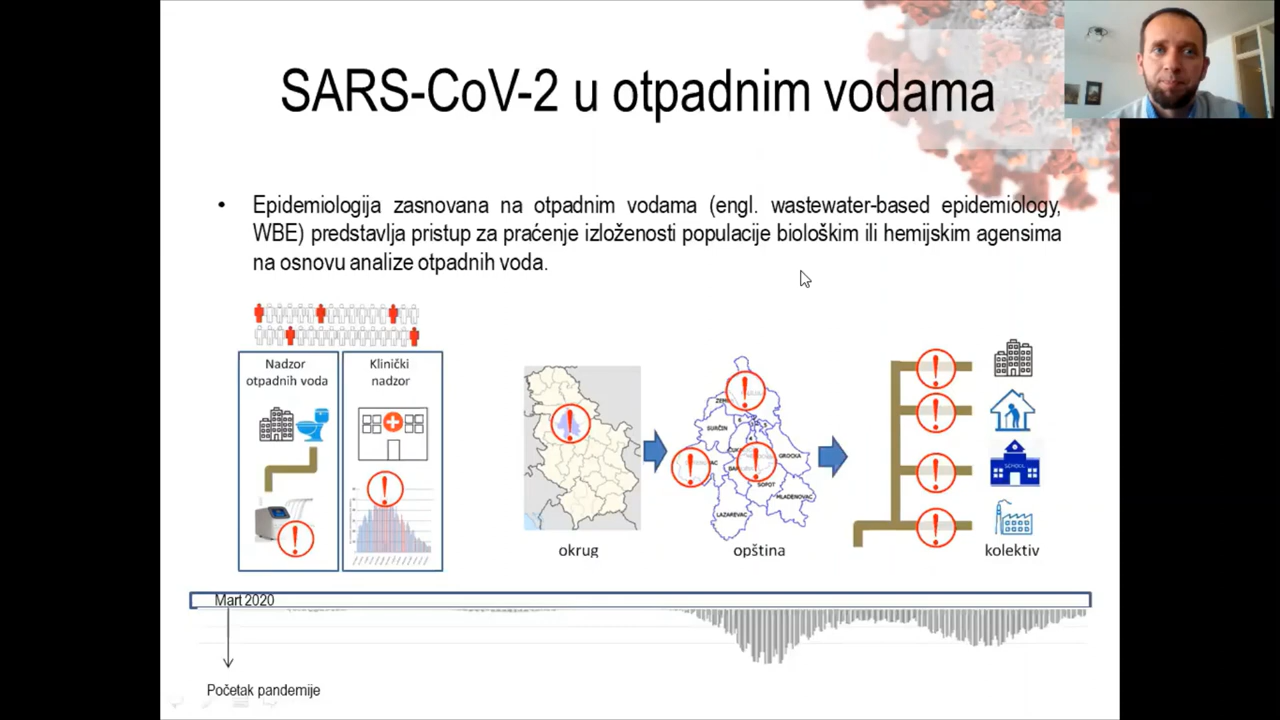 SARS-CoV-2 u otpadnim vodama
• Epidemiologija zasnovana na otpadnim vodama (engl. wastewater-based epidemiology,
WBE) predstavlja pristup za praćenje izloženosti populacije biološkim ili hemijskim agensima
na osnovu analize otpadnih voda.
Nadzor
otpadnih voda
Klinički
nadzor
SURČIN
GROCKA
SOPOT
MLADENOVAC
LAZAREVAC
SCHOOL
okrug
opština
kolektiv
Mart 2020
Početak pandemije